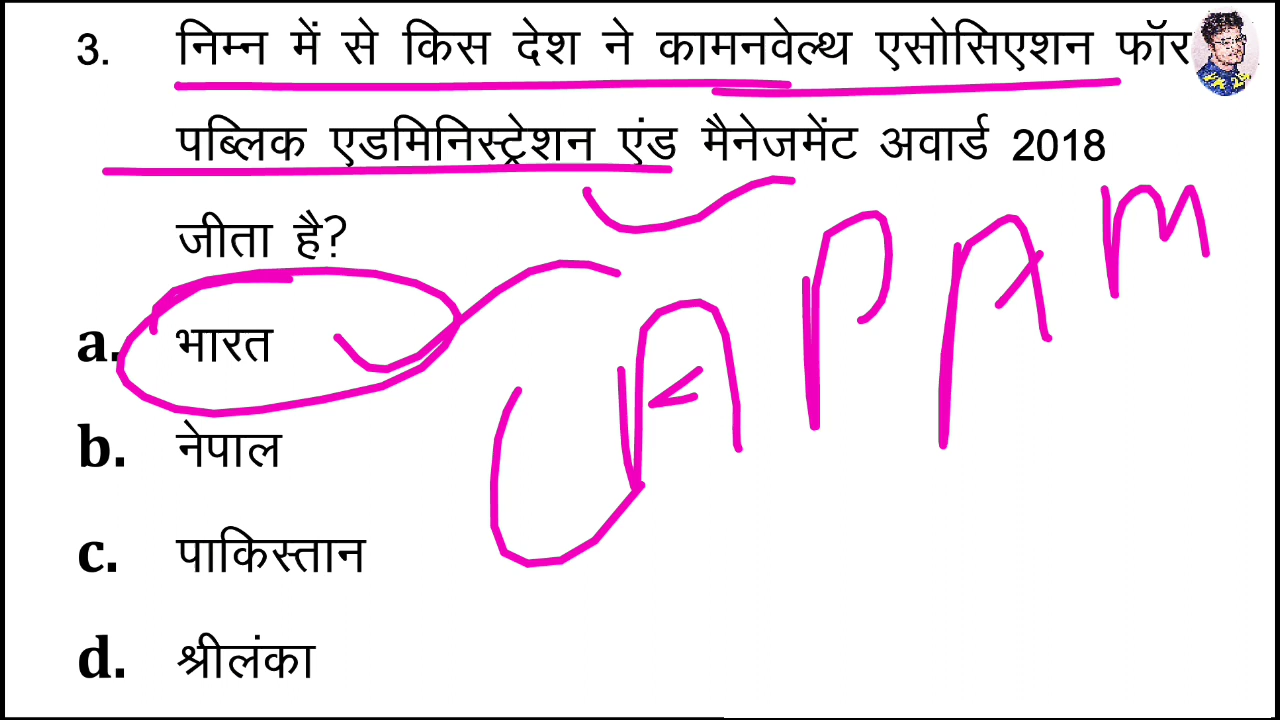 3. निम्न में से किस देश ने कामनवेल्थ एसोसिएशन फॉर
पब्लिक एडमिनिस्ट्रेशन एंड मैनेजमेंट अवार्ड 2018
जीता है?
CAPAM
a. भारत
b. नेपाल
c. पाकिस्तान
d. श्रीलंका